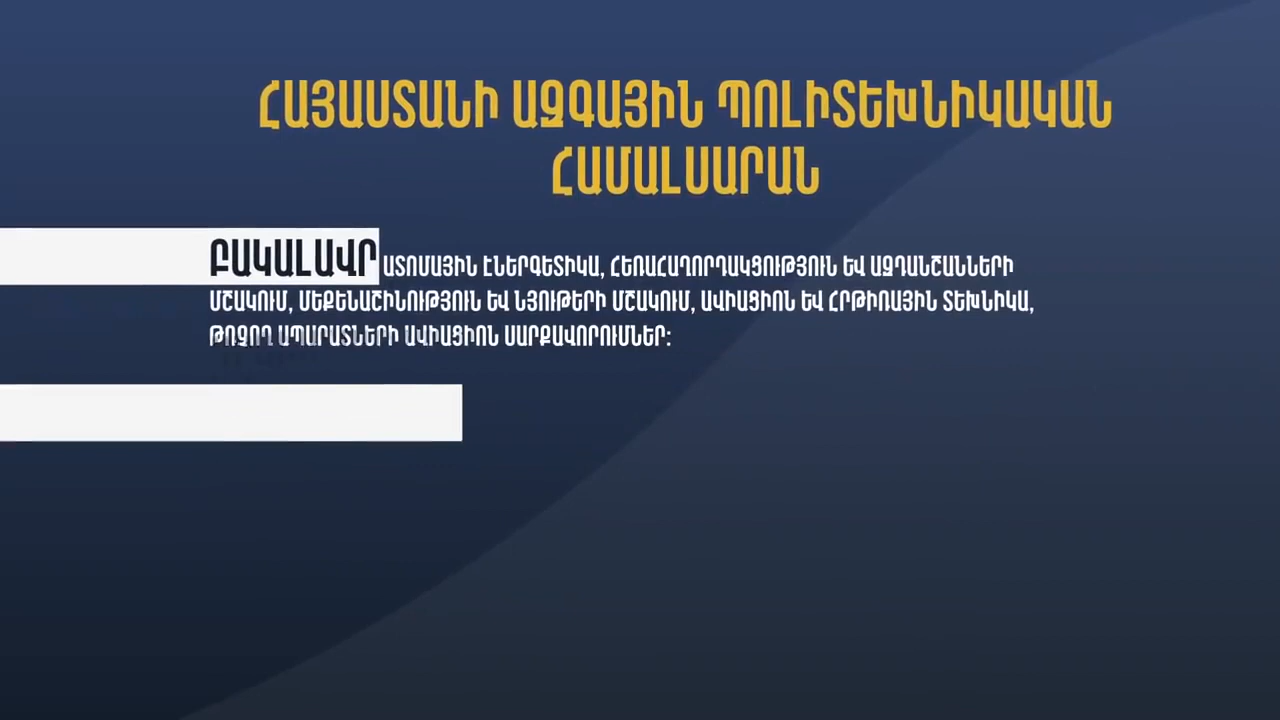 ՀԱՅԱՍՏԱՆԻ ԱԶԳԱՅԻՆ ՊՈԼԻՏԵԽՆԻԿԱԿԱՆ
ՀԱՄԱԼՍԱՐԱՆ
ԲԱԿԱԼԱՎՐ ԱՏՈՄԱՅԻՆ ԷՆԵՐԳԵՏԻԿԱ, ՀԵՌԱՀԱՂՈՐԴԱԿՑՈՒԹՅՈՒՆ ԵՎ ԱԶԴԱՆՇԱՆՆԵՐԻ
ՄՇԱԿՈՒՄ, ՄԵՔԵՆԱՇԻՆՈՒԹՅՈՒՆ ԵՎ ՆՅՈՒԹԵՐԻ ՄՇԱԿՈՒՄ, ԱՎԻԱՑԻՈՆ ԵՎ ՀՐԹԻՌԱՅԻՆ ՏԵԽՆԻԿԱ,
ԹՌՉՈՂ ԱՊԱՐԱՏՆԵՐԻ ԱՎԻԱՑԻՈՆ ՍԱՐՔԱՎՈՐՈՒՄՆԵՐ: